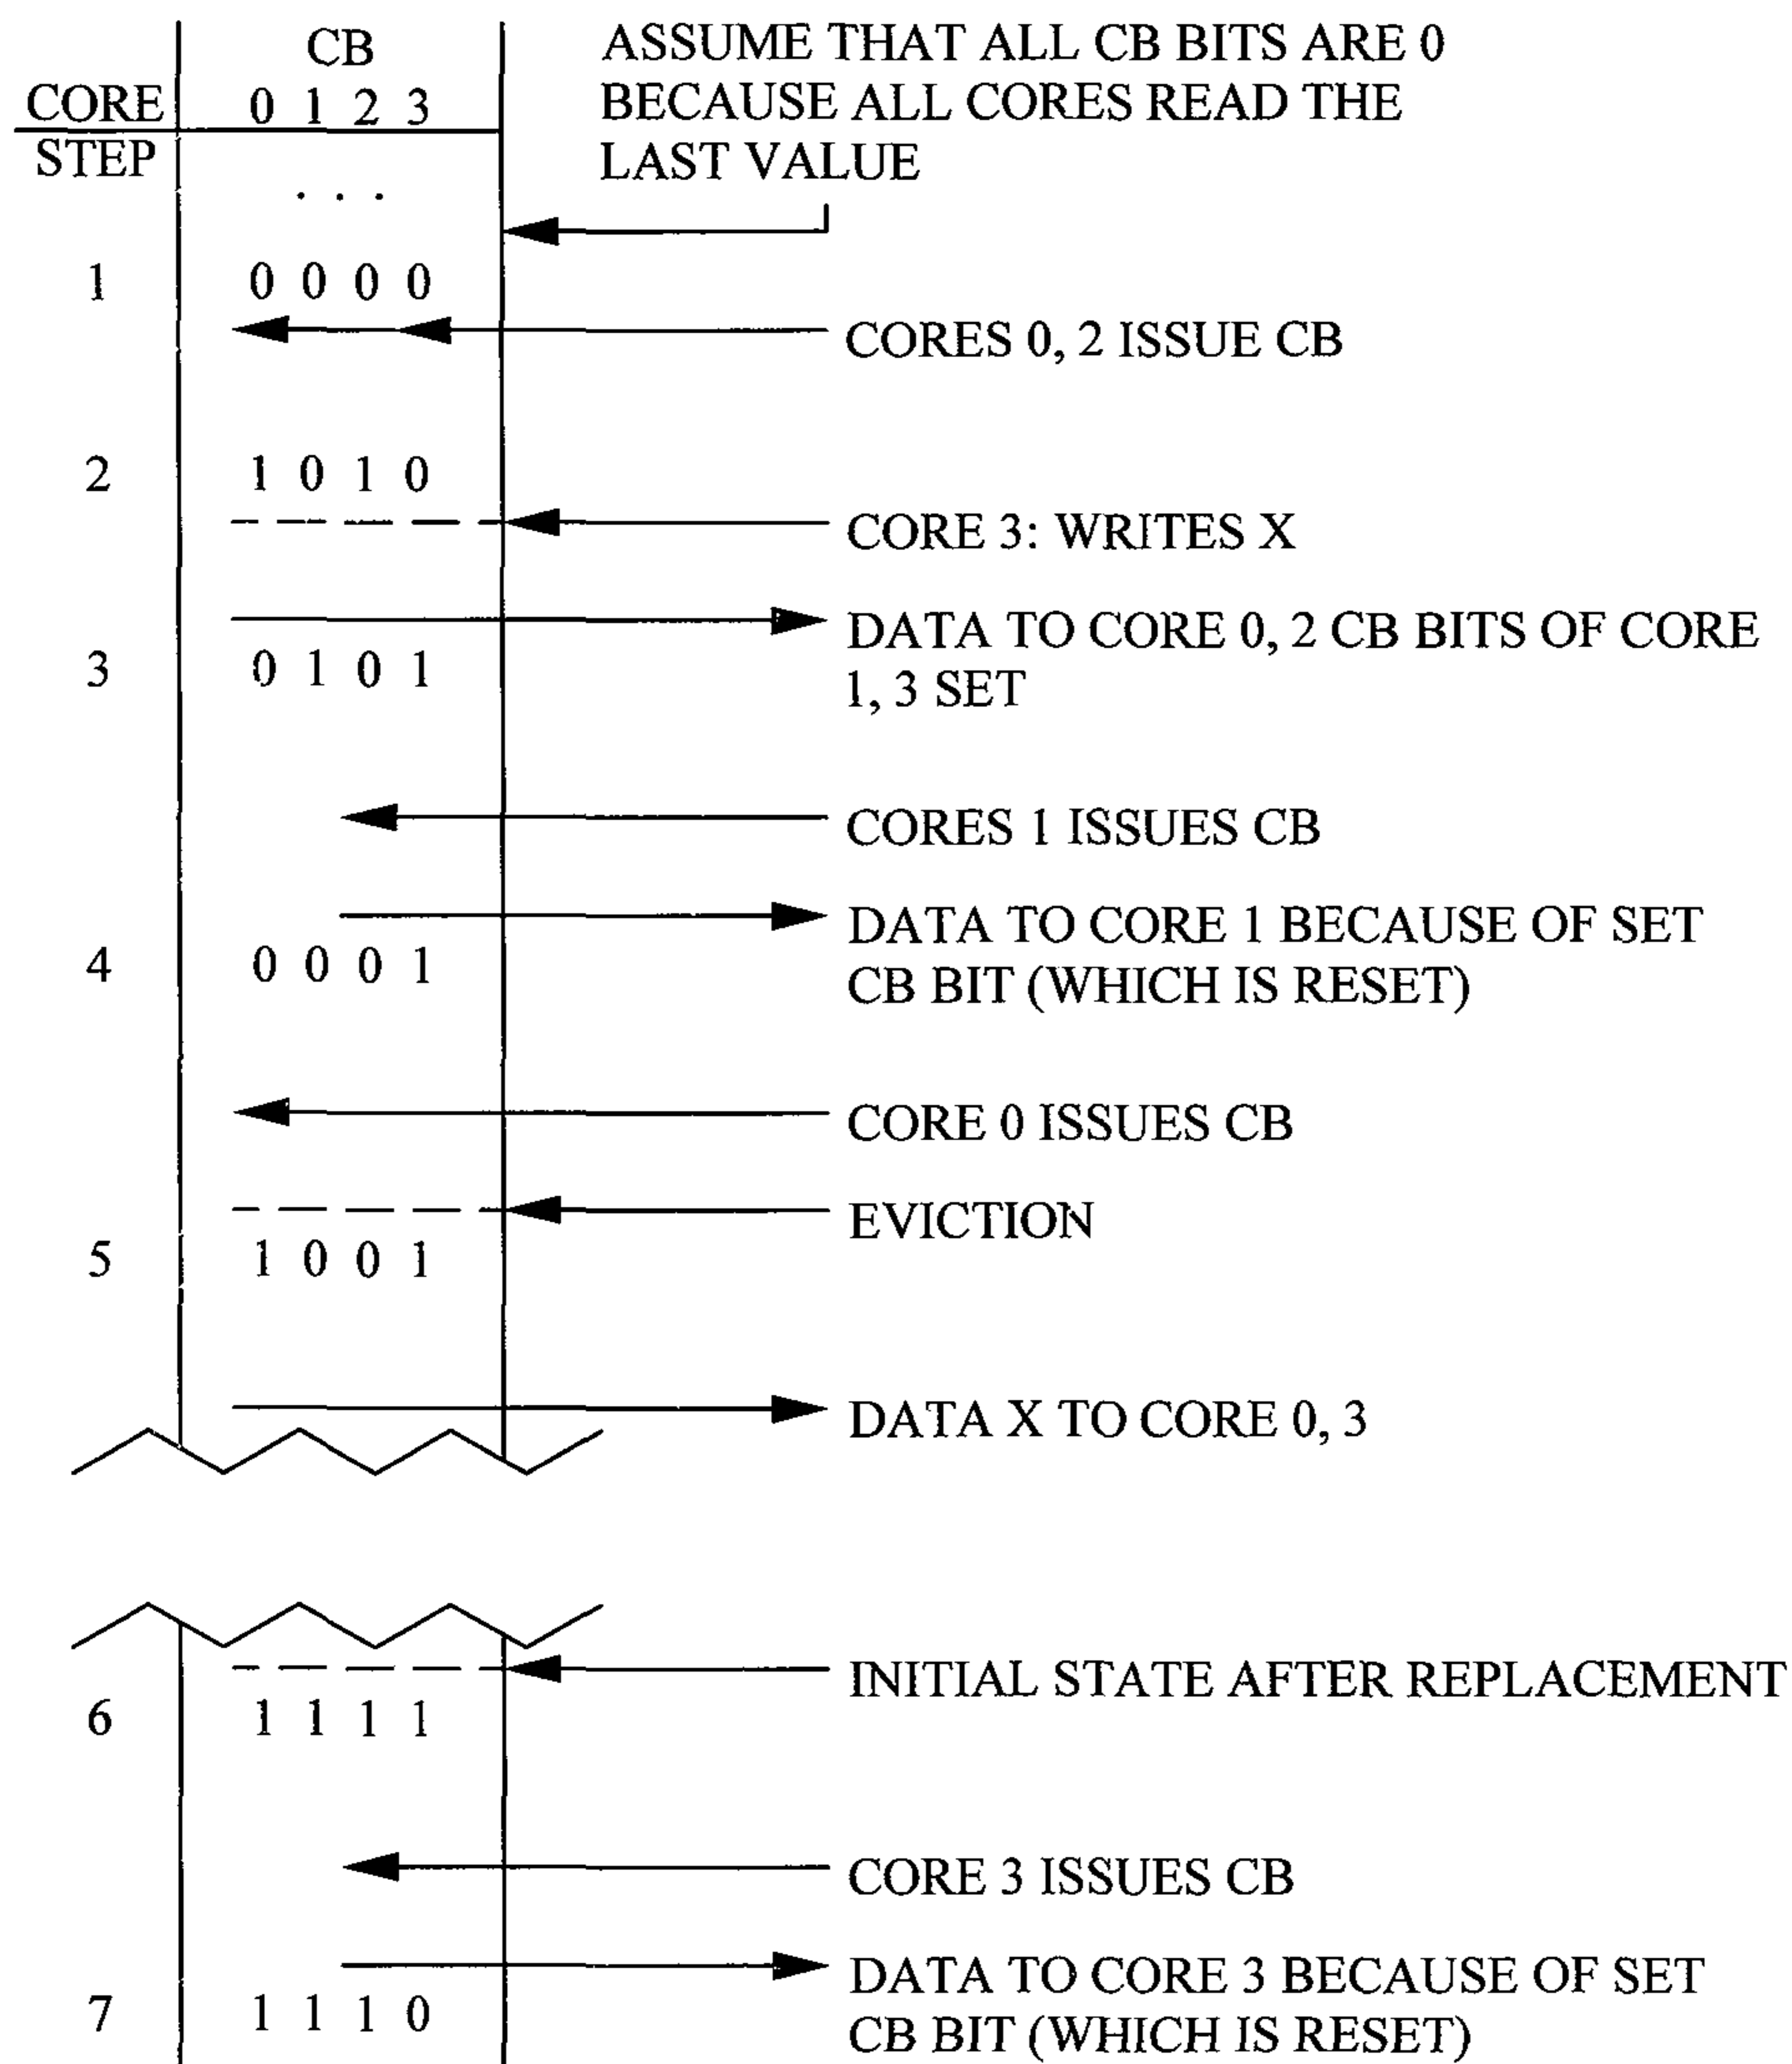 CB
ASSUME THAT ALL CB BITS ARE 0
CORE 0 1 2 3
BECAUSE ALL CORES READ THE
STEP
LAST VALUE
. . .
1 0 0 0 0
CORES 0, 2 ISSUE CB
2 1 0 1 0
CORE 3: WRITES X
DATA TO CORE 0, 2 CB BITS OF CORE
3 0 1 0 1
1, 3 SET
CORES 1 ISSUES CB
DATA TO CORE 1 BECAUSE OF SET
4 0 0 0 1
CB BIT (WHICH IS RESET)
CORE 0 ISSUES CB
EVICTION
5 1 0 0 1
DATA X TO CORE 0, 3
INITIAL STATE AFTER REPLACEMENT
6 1 1 1 1
CORE 3 ISSUES CB
DATA TO CORE 3 BECAUSE OF SET
7 1 1 1 0
CB BIT (WHICH IS RESET)